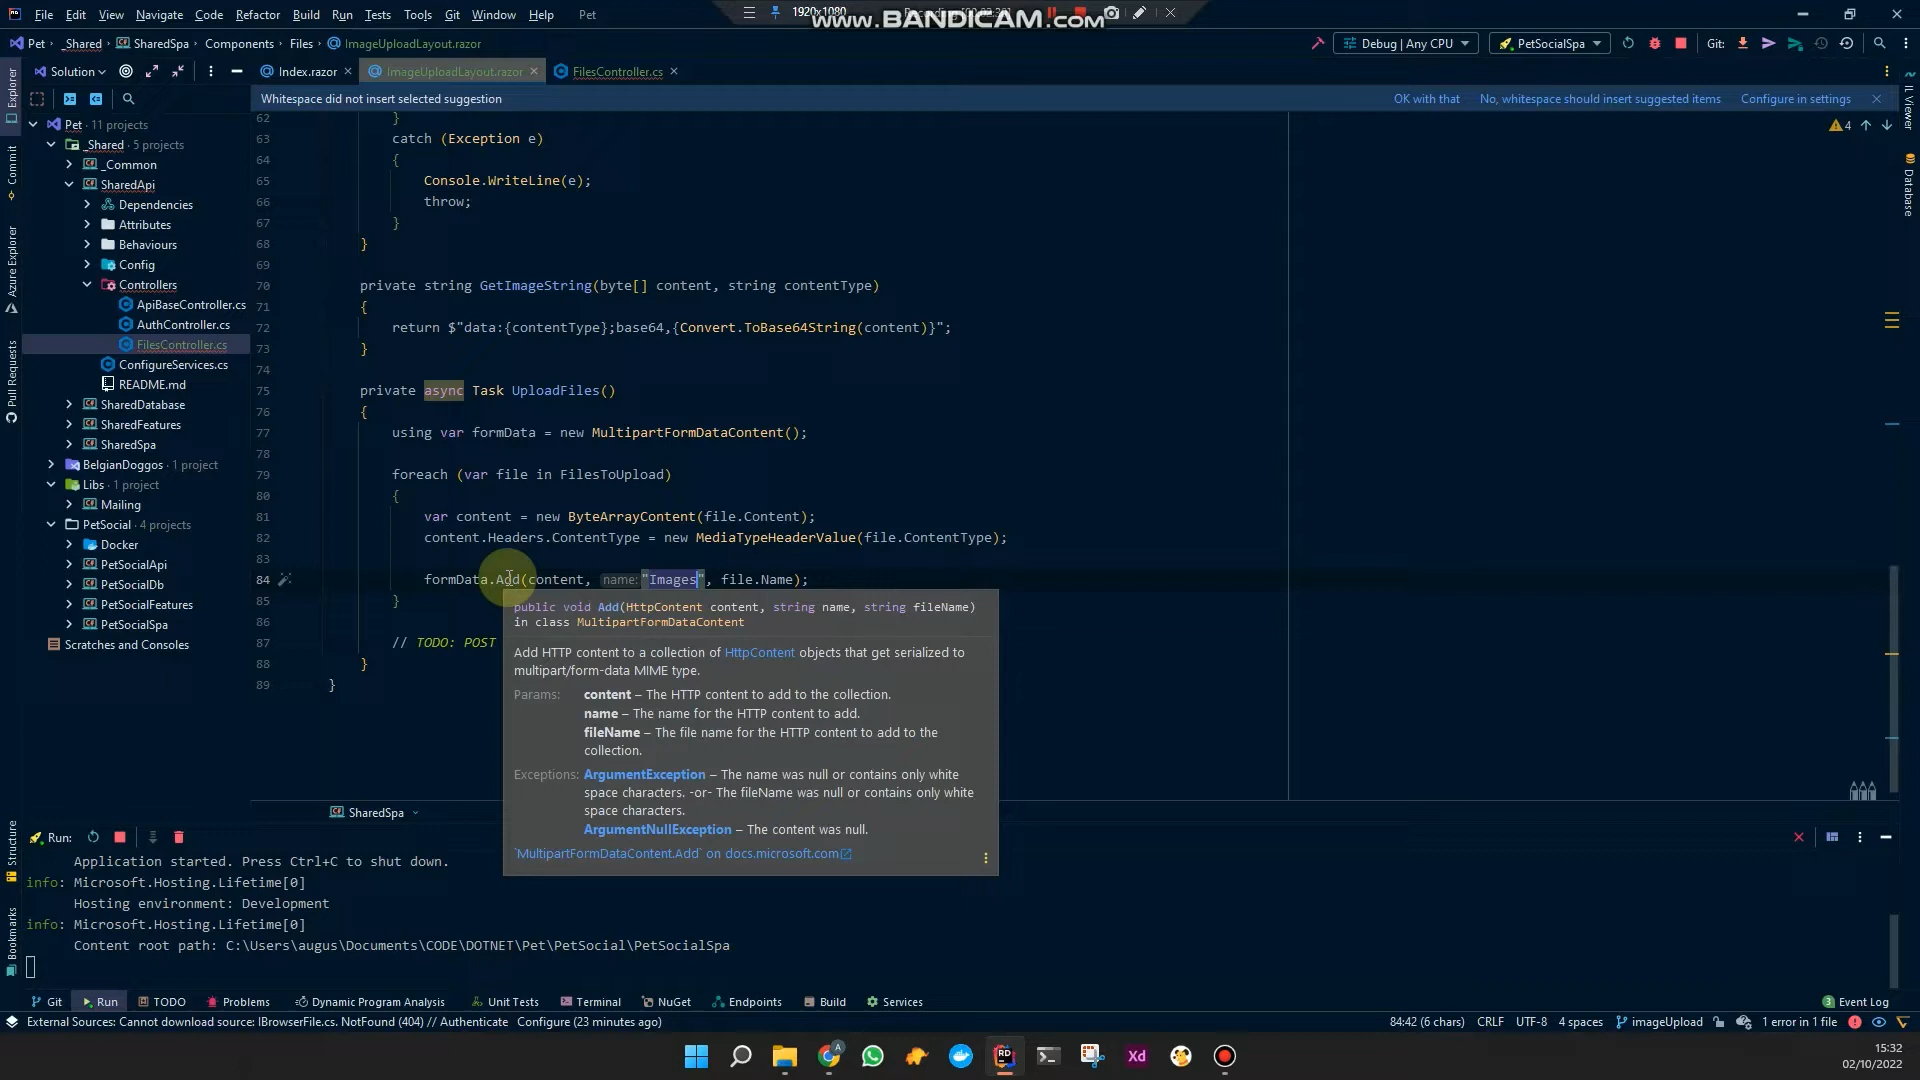 File Edit View Navigate Code Refactor Build Run Tests Tools Git Window Help Pet
1920x1080
www.BANDICAM.com
Pet _Shared SharedSpa Components Files ImageUploadLayout.razor
Debug | Any CPU PetSocialSpa Git:
Solution Index.razor ImageUploadLayout.razor FilesController.cs
Whitespace did not insert selected suggestion OK with that No, whitespace should insert suggested items Configure in settings
Explorer
Commit
Azure Explorer
Pull Requests
Structure
Bookmarks
IL Viewer
Database
4
Pet · 11 projects
_Shared · 5 projects
_Common
SharedApi
Dependencies
Attributes
Behaviours
Config
Controllers
ApiBaseController.cs
AuthController.cs
FilesController.cs
ConfigureServices.cs
README.md
SharedDatabase
SharedFeatures
SharedSpa
BelgianDoggos · 1 project
Libs · 1 project
Mailing
PetSocial · 4 projects
Docker
PetSocialApi
PetSocialDb
PetSocialFeatures
PetSocialSpa
Scratches and Consoles
62 }
63 catch (Exception e)
64 {
65 Console.WriteLine(e);
66 throw;
67 }
68 }
69
70 private string GetImageString(byte[] content, string contentType)
71 {
72 return $"data:{contentType};base64,{Convert.ToBase64String(content)}";
73 }
74
75 private async Task UploadFiles()
76 {
77 using var formData = new MultipartFormDataContent();
78
79 foreach (var file in FilesToUpload)
80 {
81 var content = new ByteArrayContent(file.Content);
82 content.Headers.ContentType = new MediaTypeHeaderValue(file.ContentType);
83
84 formData.Add(content, name: "Images", file.Name);
85 }
86
87 // TODO: POST
88 }
89 }
public void Add(HttpContent content, string name, string fileName)
in class MultipartFormDataContent
Add HTTP content to a collection of HttpContent objects that get serialized to
multipart/form-data MIME type.
Params: content – The HTTP content to add to the collection.
name – The name for the HTTP content to add.
fileName – The file name for the HTTP content to add to the
collection.
Exceptions: ArgumentException – The name was null or contains only white
space characters. -or- The fileName was null or contains only white
space characters.
ArgumentNullException – The content was null.
`MultipartFormDataContent.Add` on docs.microsoft.com
SharedSpa
Run:
Application started. Press Ctrl+C to shut down.
info: Microsoft.Hosting.Lifetime[0]
Hosting environment: Development
info: Microsoft.Hosting.Lifetime[0]
Content root path: C:\Users\augus\Documents\CODE\DOTNET\Pet\PetSocial\PetSocialSpa
Git Run TODO Problems Dynamic Program Analysis Unit Tests Terminal NuGet Endpoints Build Services 3 Event Log
External Sources: Cannot download source: IBrowserFile.cs. NotFound (404) // Authenticate Configure (23 minutes ago) 84:42 (6 chars) CRLF UTF-8 4 spaces imageUpload 1 error in 1 file
A
RD
Xd
15:32
02/10/2022